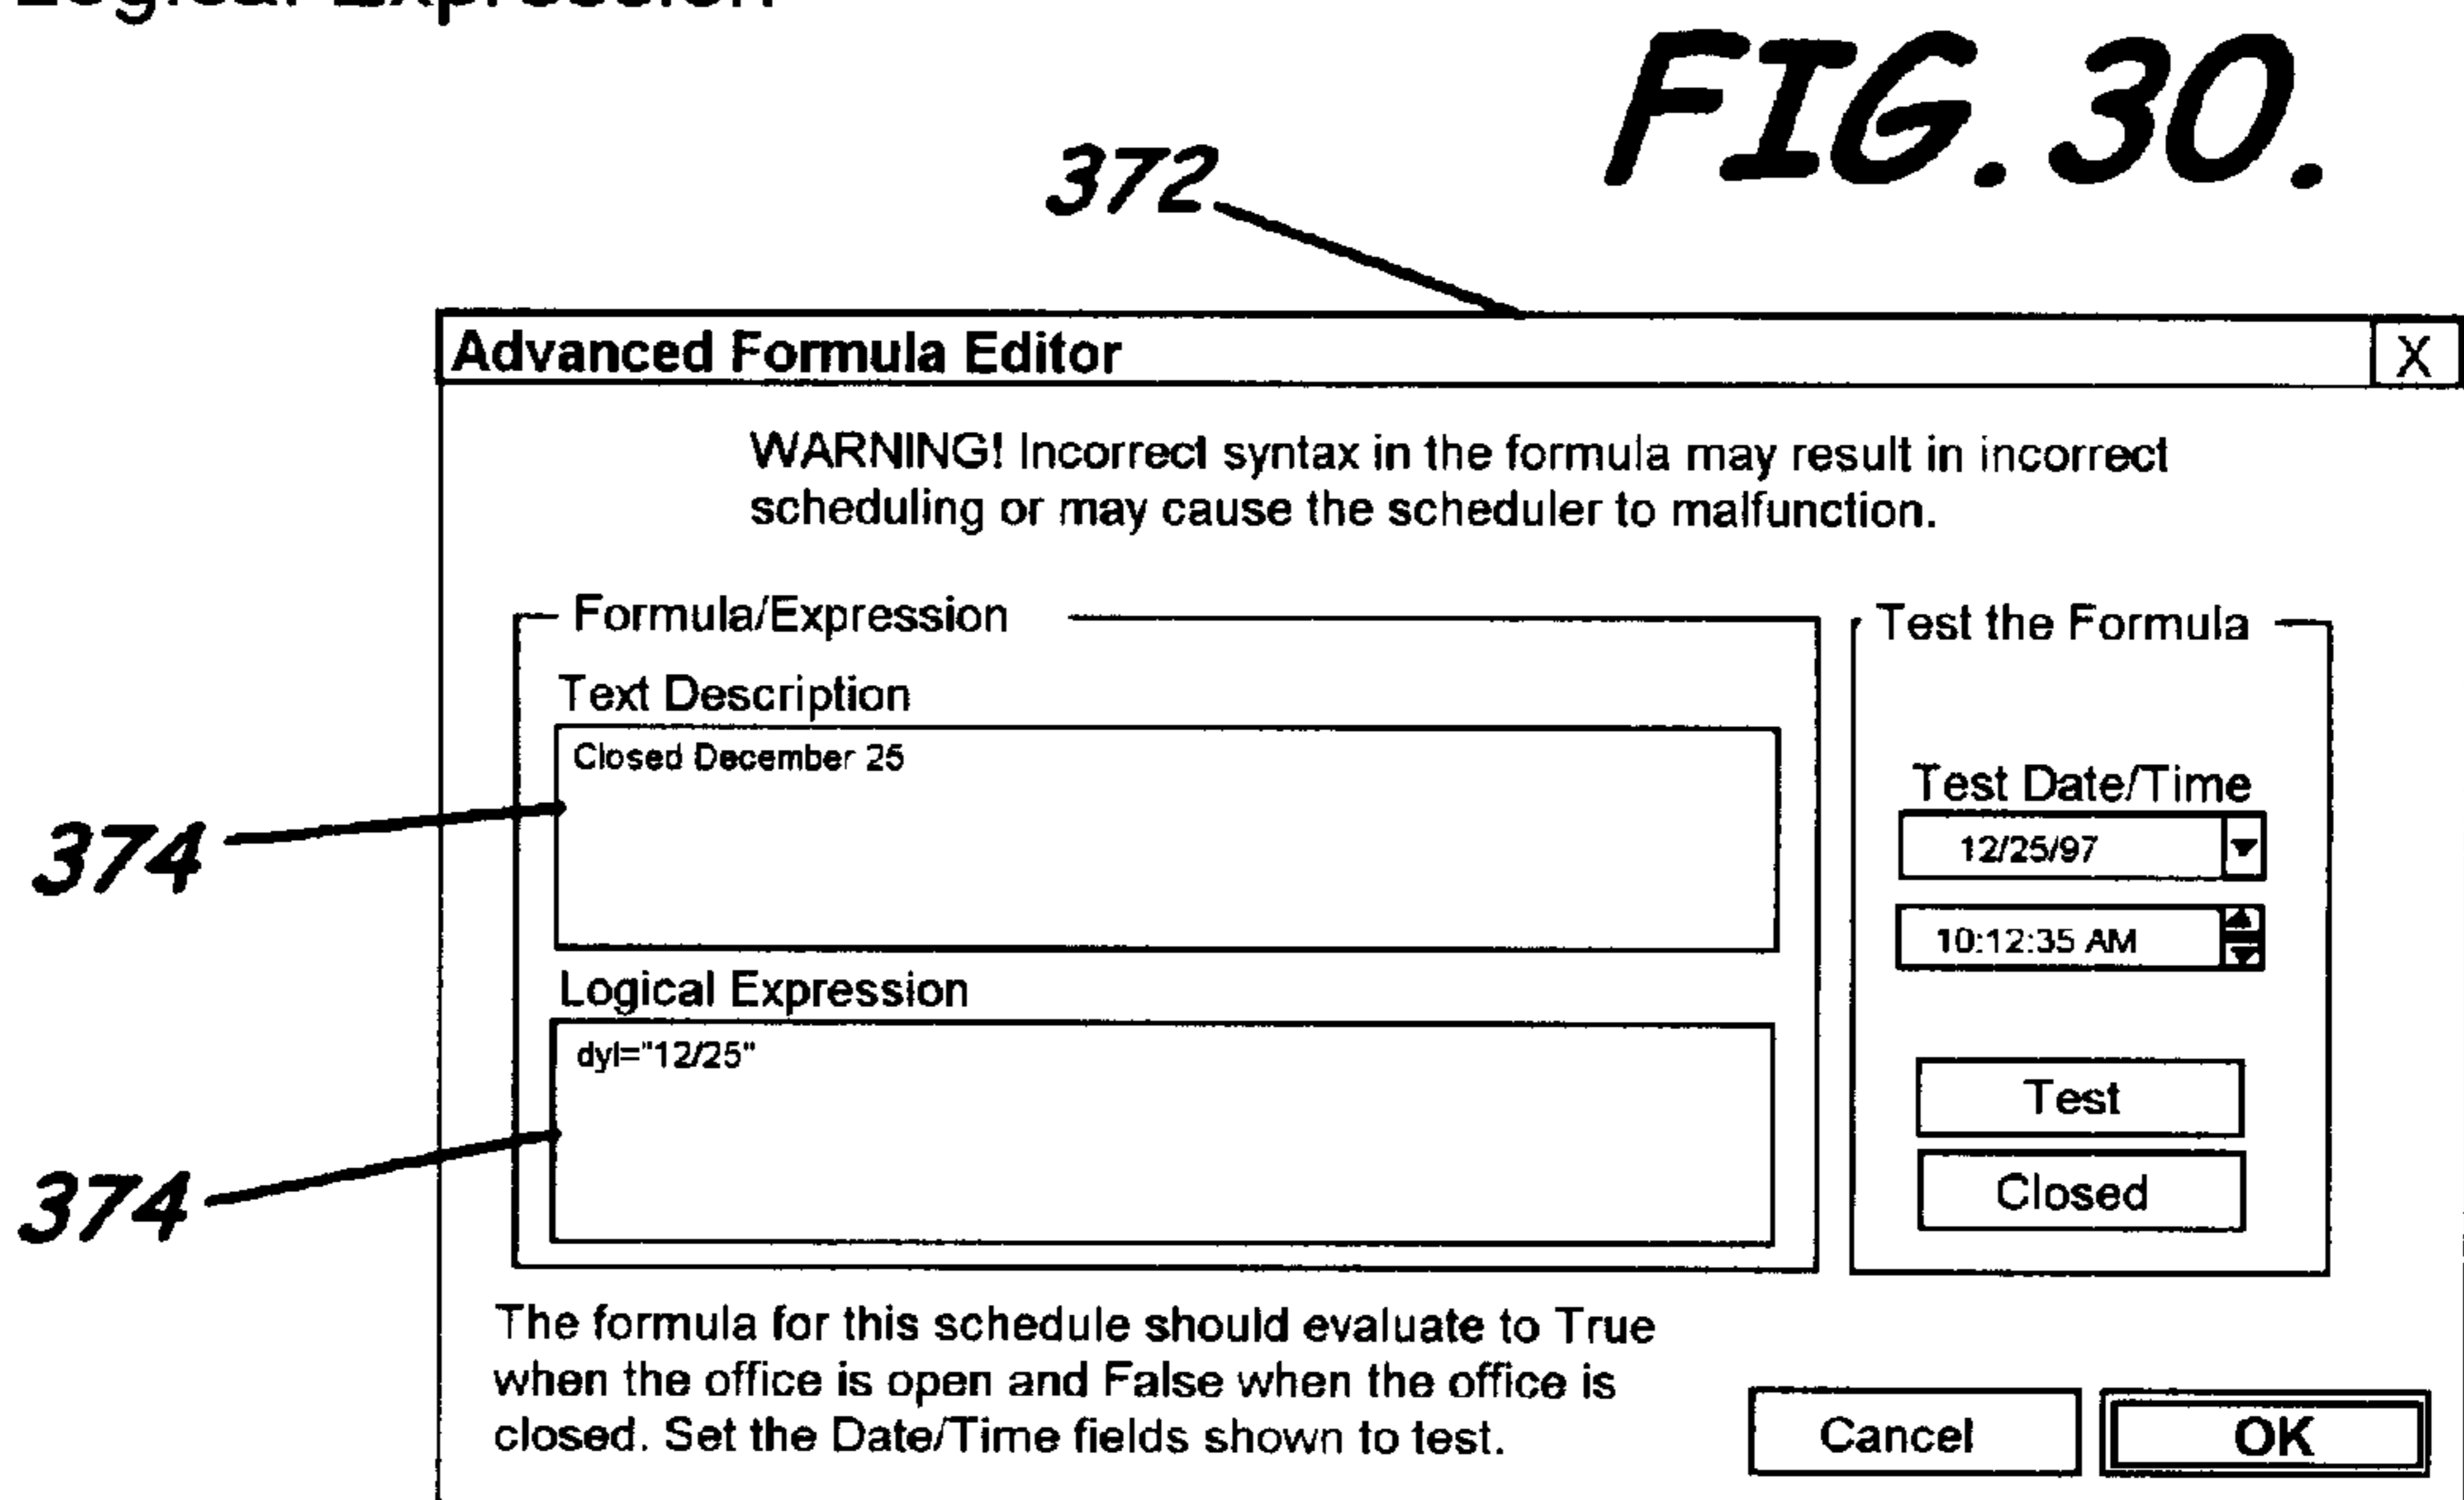 Logical Expression
FIG.30.
372
Advanced Formula Editor X
WARNING! Incorrect syntax in the formula may result in incorrect
scheduling or may cause the scheduler to malfunction.
Formula/Expression
Text Description
Closed December 25
374
Logical Expression
dyl="12/25"
374
Test the Formula
Test Date/Time
12/25/97
10:12:35 AM
Test
Closed
The formula for this schedule should evaluate to True
when the office is open and False when the office is
closed. Set the Date/Time fields shown to test.
Cancel
OK